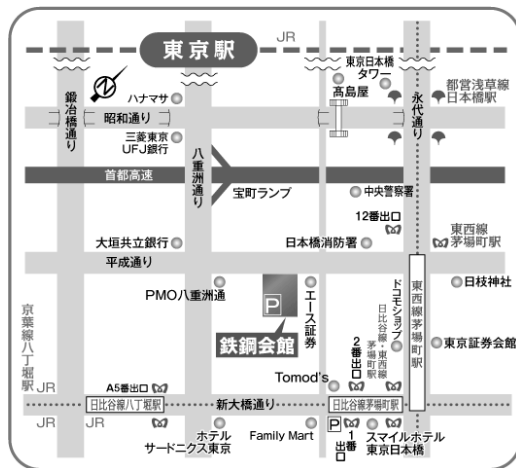 JR
東京駅
東京日本橋
タワー
髙島屋
ハナマサ
都営浅草線
日本橋駅
永代通り
鍛冶橋通り
昭和通り
三菱東京
UFJ銀行
八重洲通り
首都高速
宝町ランプ
中央警察署
12番出口
大垣共立銀行
日本橋消防署
東西線
茅場町駅
平成通り
PMO八重洲通
P
エース証券
ドコモショップ
東西線茅場町駅
日枝神社
鉄鋼会館
京葉線八丁堀駅
日比谷線・東西線
茅場町駅
2番出口
東京証券会館
Tomod's
JR
A5番出口
日比谷線八丁堀駅
新大橋通り
日比谷線茅場町駅
JR
JR
ホテル
サードニクス東京
Family Mart
P
1番出口
スマイルホテル
東京日本橋